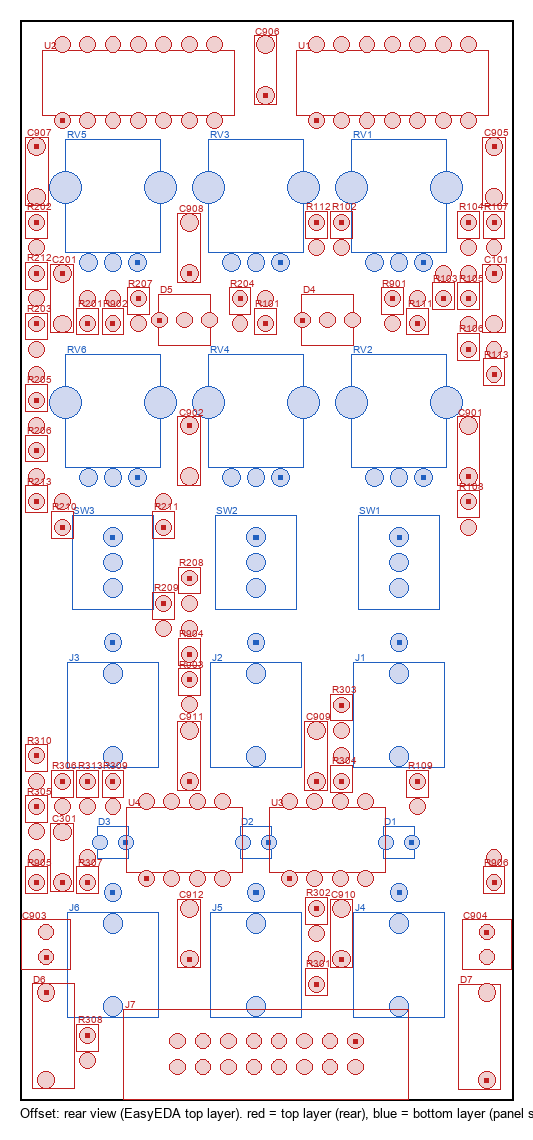 C906
U2
U1
C907
RV5
RV3
RV1
C905
R202
C908
R112
R102
R104
R107
R212
C201
R207
D5
R204
D4
R901
R103
R105
C101
R203
R201
R902
R101
R111
R106
RV6
RV4
RV2
R113
R205
C902
C901
R206
R213
R210
SW3
R211
SW2
SW1
R108
R208
R209
R904
J3
R903
J2
J1
R303
R310
C911
C909
R306
R313
R309
R304
R109
R305
U4
U3
C301
D3
D2
D1
R905
R307
R906
C903
J6
C912
J5
R302
C910
J4
C904
D6
R301
D7
R308
J7
Offset: rear view (EasyEDA top layer). red = top layer (rear), blue = bottom layer (panel s